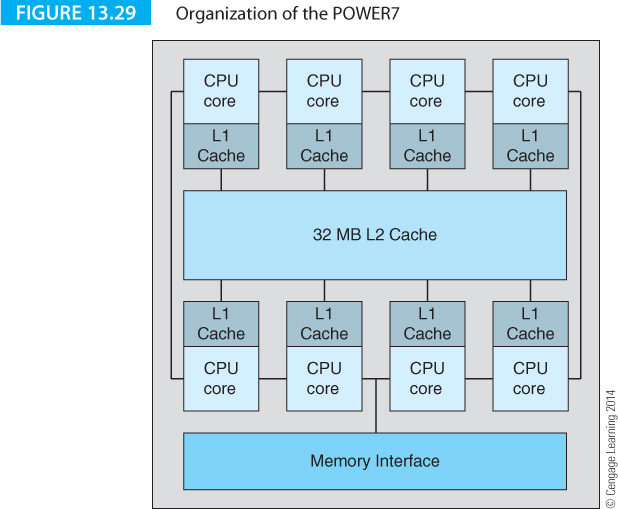 FIGURE 13.29 Organization of the POWER7
CPU core
CPU core
CPU core
CPU core
L1 Cache
L1 Cache
L1 Cache
L1 Cache
32 MB L2 Cache
L1 Cache
L1 Cache
L1 Cache
L1 Cache
CPU core
CPU core
CPU core
CPU core
Memory Interface
© Cengage Learning 2014